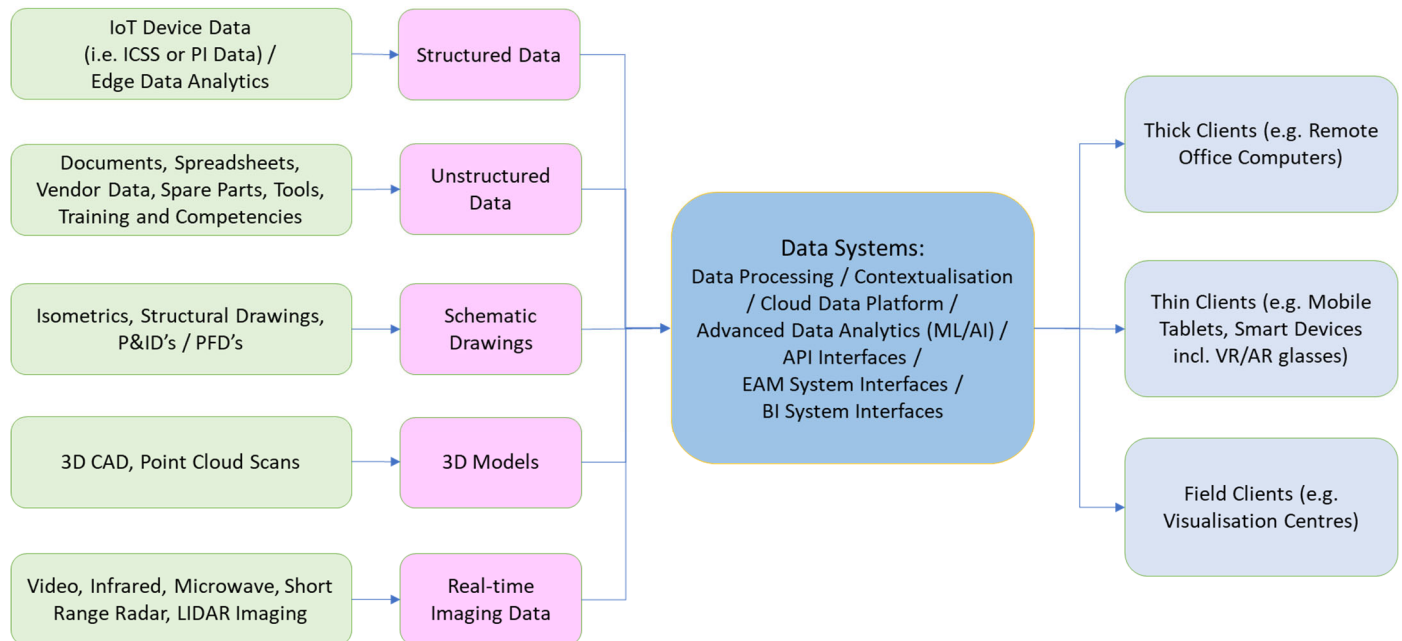 IoT Device Data
(i.e. ICSS or PI Data) /
Edge Data Analytics
Structured Data
Documents, Spreadsheets,
Vendor Data, Spare Parts, Tools,
Training and Competencies
Unstructured
Data
Isometrics, Structural Drawings,
P&ID’s / PFD’s
Schematic
Drawings
3D CAD, Point Cloud Scans
3D Models
Video, Infrared, Microwave, Short
Range Radar, LIDAR Imaging
Real-time
Imaging Data
Data Systems:
Data Processing / Contextualisation
/ Cloud Data Platform /
Advanced Data Analytics (ML/AI) /
API Interfaces /
EAM System Interfaces /
BI System Interfaces
Thick Clients (e.g. Remote
Office Computers)
Thin Clients (e.g. Mobile
Tablets, Smart Devices
incl. VR/AR glasses)
Field Clients (e.g.
Visualisation Centres)